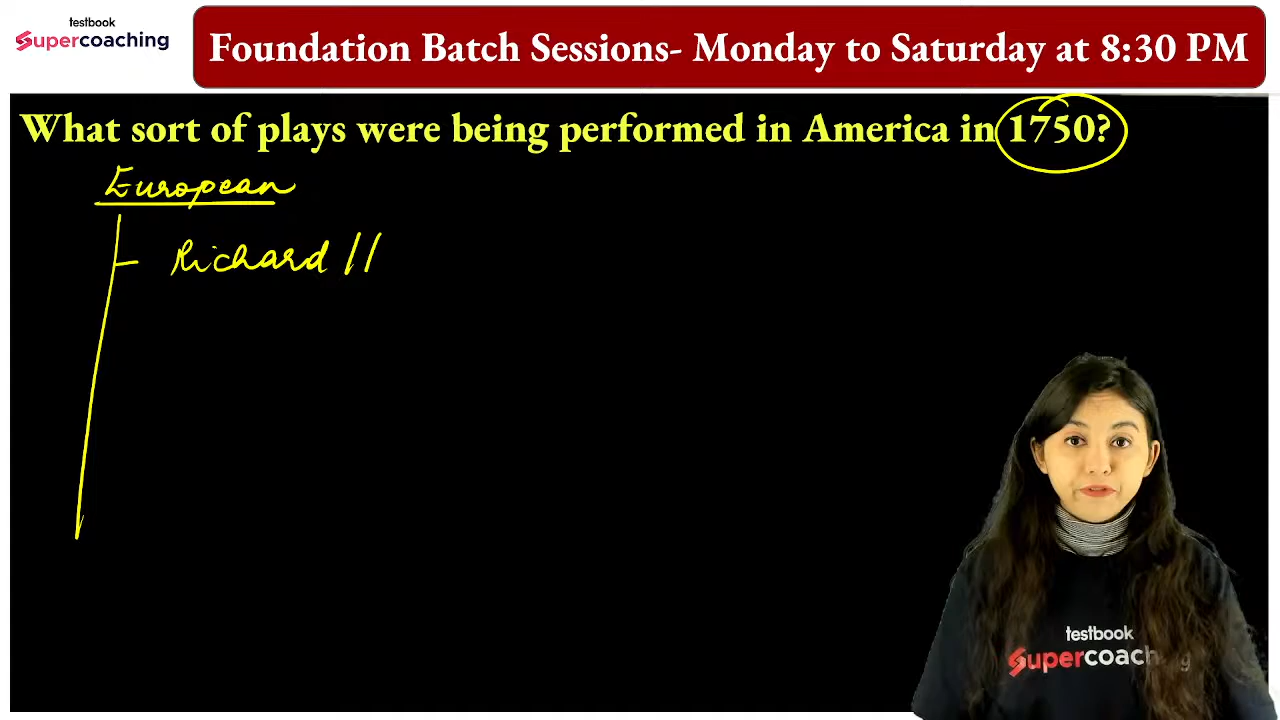 testbook
Supercoaching
Foundation Batch Sessions- Monday to Saturday at 8:30 PM
What sort of plays were being performed in America in 1750?
European
Richard II
testbook
Supercoaching